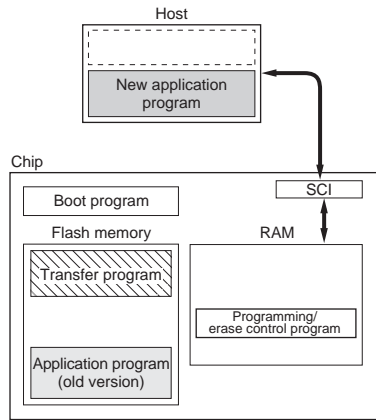 Host
New application
program
Chip
SCI
Boot program
Flash memory
RAM
Transfer program
Programming/
erase control program
Application program
(old version)